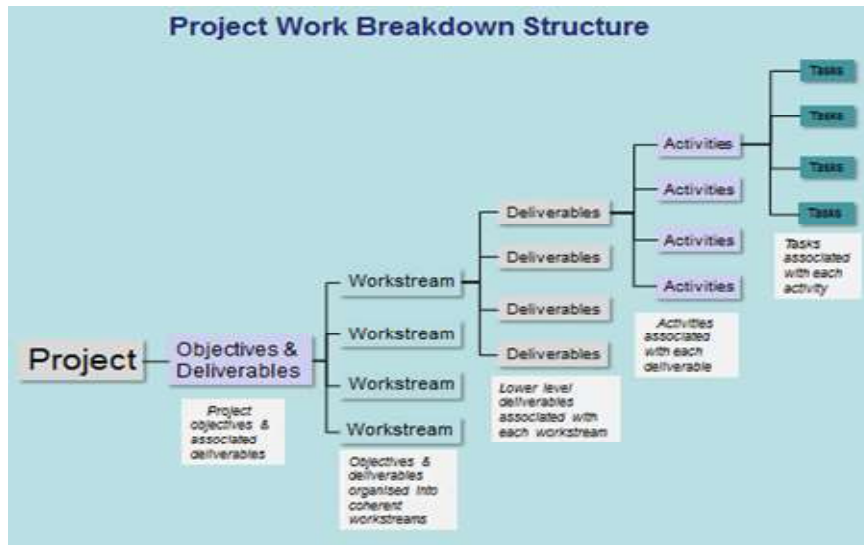 Project Work Breakdown Structure
Project
Objectives &
Deliverables
Project
objectives &
associated
deliverables
Workstream
Workstream
Workstream
Workstream
Objectives &
deliverables
organised into
coherent
workstreams
Deliverables
Deliverables
Deliverables
Deliverables
Lower level
deliverables
associated with
each workstream
Activities
Activities
Activities
Activities
Activities
associated
with each
deliverable
Tasks
Tasks
Tasks
Tasks
Tasks
associated
with each
activity